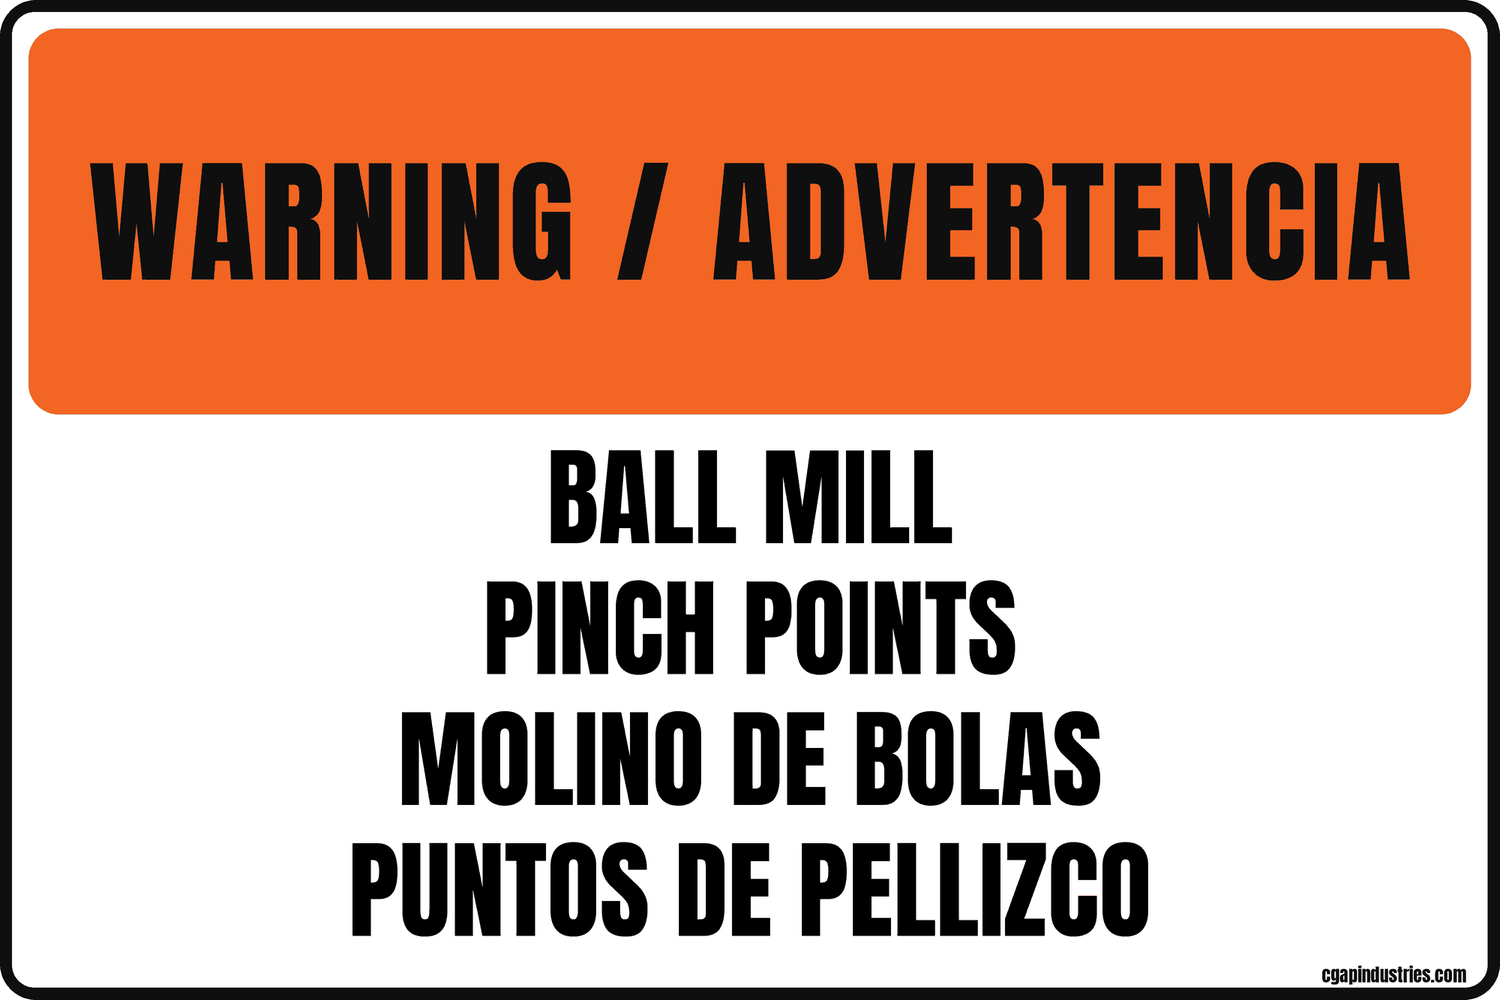 WARNING / ADVERTENCIA
BALL MILL
PINCH POINTS
MOLINO DE BOLAS
PUNTOS DE PELLIZCO
cgapindustries.com